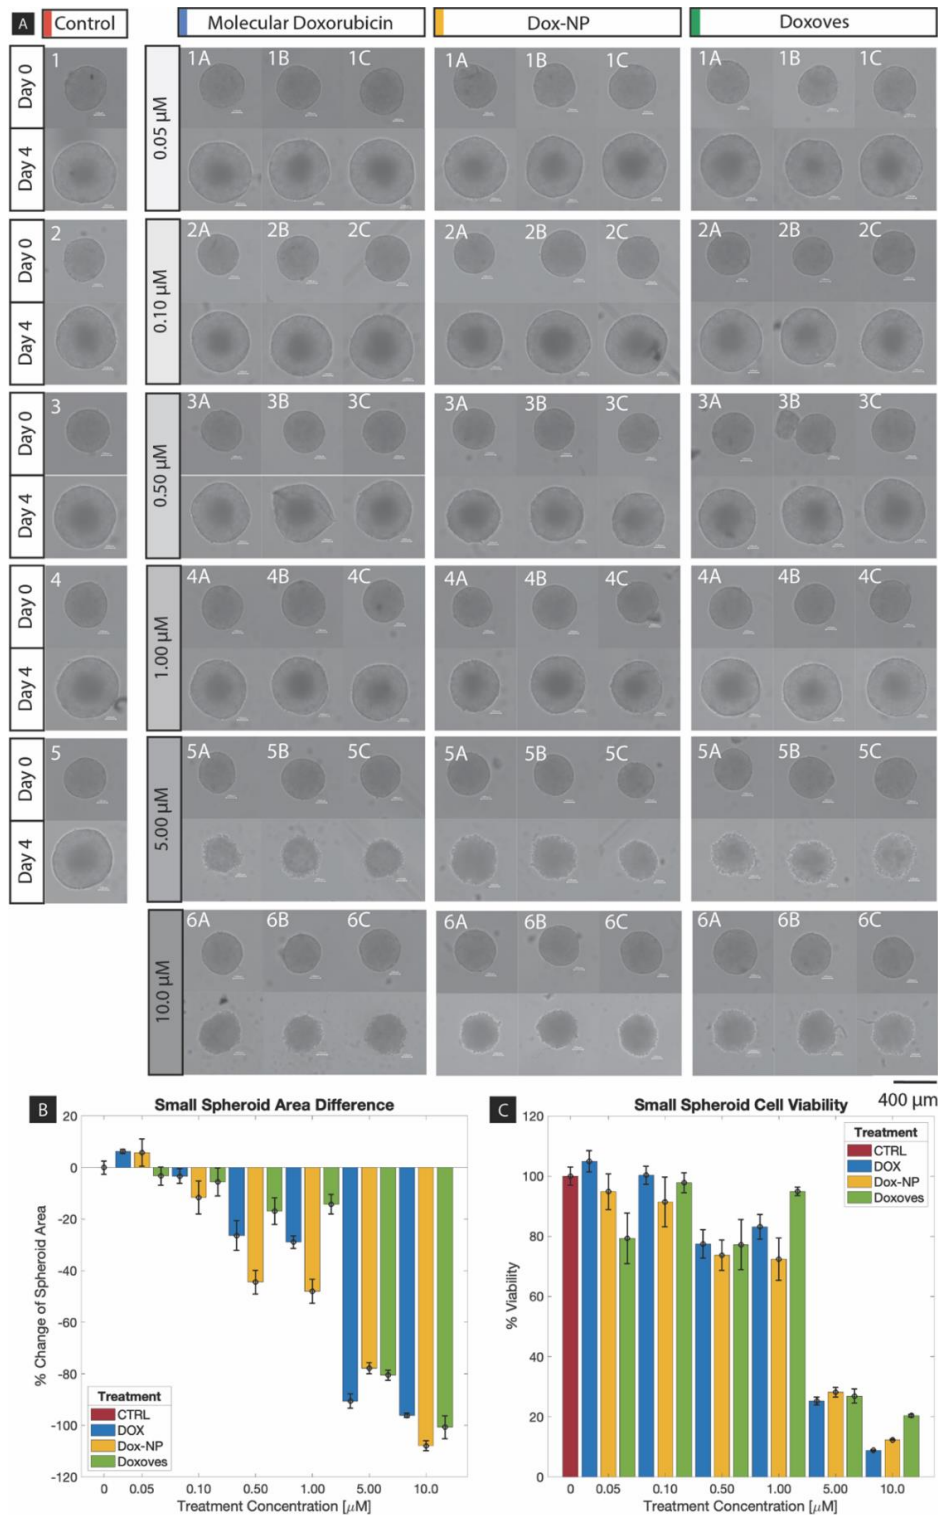 A
Control
Molecular Doxorubicin
Dox-NP
Doxoves
Day 0
Day 4
0.05 µM
1
1A 1B 1C
1A 1B 1C
1A 1B 1C
Day 0
Day 4
0.10 µM
2
2A 2B 2C
2A 2B 2C
2A 2B 2C
Day 0
Day 4
0.50 µM
3
3A 3B 3C
3A 3B 3C
3A 3B 3C
Day 0
Day 4
1.00 µM
4
4A 4B 4C
4A 4B 4C
4A 4B 4C
Day 0
Day 4
5.00 µM
5
5A 5B 5C
5A 5B 5C
5A 5B 5C
10.0 µM
6A 6B 6C
6A 6B 6C
6A 6B 6C
400 µm
B
Small Spheroid Area Difference
% Change of Spheroid Area
20
0
-20
-40
-60
-80
-100
-120
Treatment
CTRL
DOX
Dox-NP
Doxoves
0 0.05 0.10 0.50 1.00 5.00 10.0
Treatment Concentration [µM]
C
Small Spheroid Cell Viability
% Viability
120
100
80
60
40
20
0
Treatment
CTRL
DOX
Dox-NP
Doxoves
0 0.05 0.10 0.50 1.00 5.00 10.0
Treatment Concentration [µM]